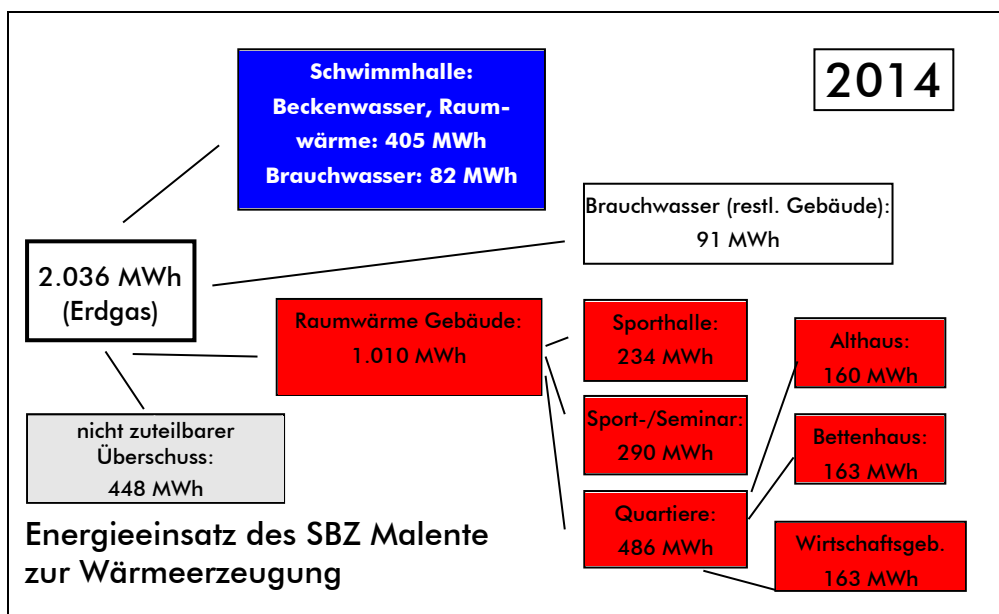 Schwimmhalle:
Beckenwasser, Raum-
wärme: 405 MWh
Brauchwasser: 82 MWh
2014
Brauchwasser (restl. Gebäude):
91 MWh
2.036 MWh
(Erdgas)
Raumwärme Gebäude:
1.010 MWh
Sporthalle:
234 MWh
Althaus:
160 MWh
Sport-/Seminar:
290 MWh
Bettenhaus:
163 MWh
nicht zuteilbarer
Überschuss:
448 MWh
Quartiere:
486 MWh
Wirtschaftsgeb.
163 MWh
Energieeinsatz des SBZ Malente
zur Wärmeerzeugung